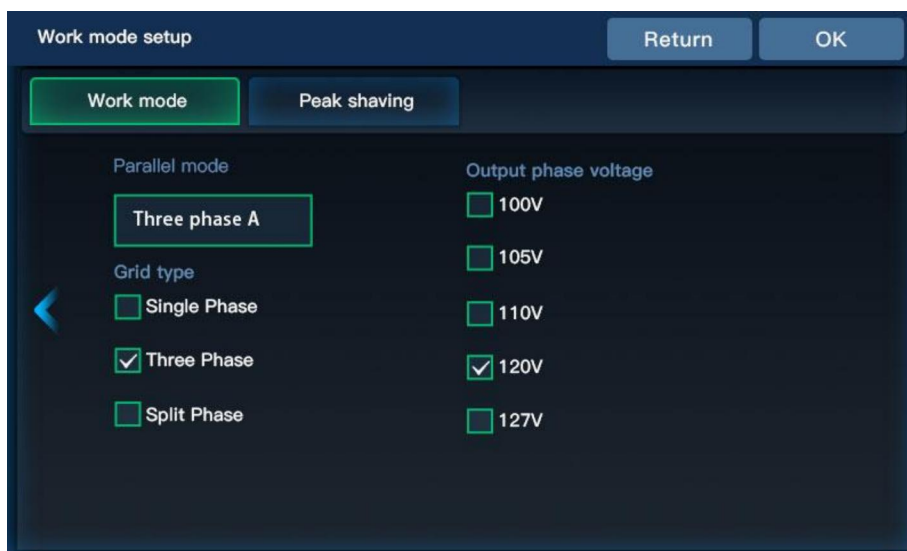 Work mode setup
Return
OK
Work mode
Peak shaving
Parallel mode
Three phase A
Grid type
Single Phase
Three Phase
Split Phase
Output phase voltage
100V
105V
110V
120V
127V